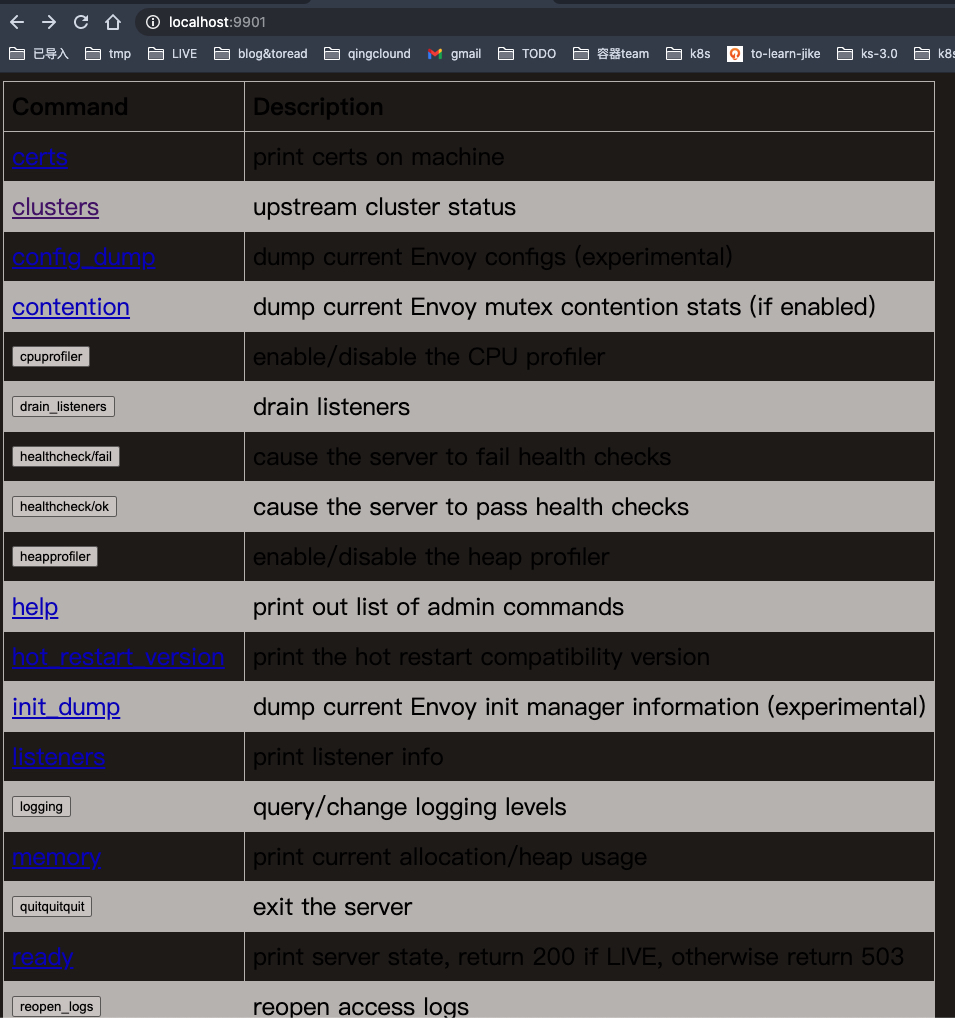 localhost:9901
已导入 tmp LIVE blog&toread qingclound gmail TODO 容器team k8s to-learn-jike ks-3.0 k8s
Command Description
certs print certs on machine
clusters upstream cluster status
config_dump dump current Envoy configs (experimental)
contention dump current Envoy mutex contention stats (if enabled)
cpuprofiler enable/disable the CPU profiler
drain_listeners drain listeners
healthcheck/fail cause the server to fail health checks
healthcheck/ok cause the server to pass health checks
heapprofiler enable/disable the heap profiler
help print out list of admin commands
hot_restart_version print the hot restart compatibility version
init_dump dump current Envoy init manager information (experimental)
listeners print listener info
logging query/change logging levels
memory print current allocation/heap usage
quitquitquit exit the server
ready print server state, return 200 if LIVE, otherwise return 503
reopen_logs reopen access logs